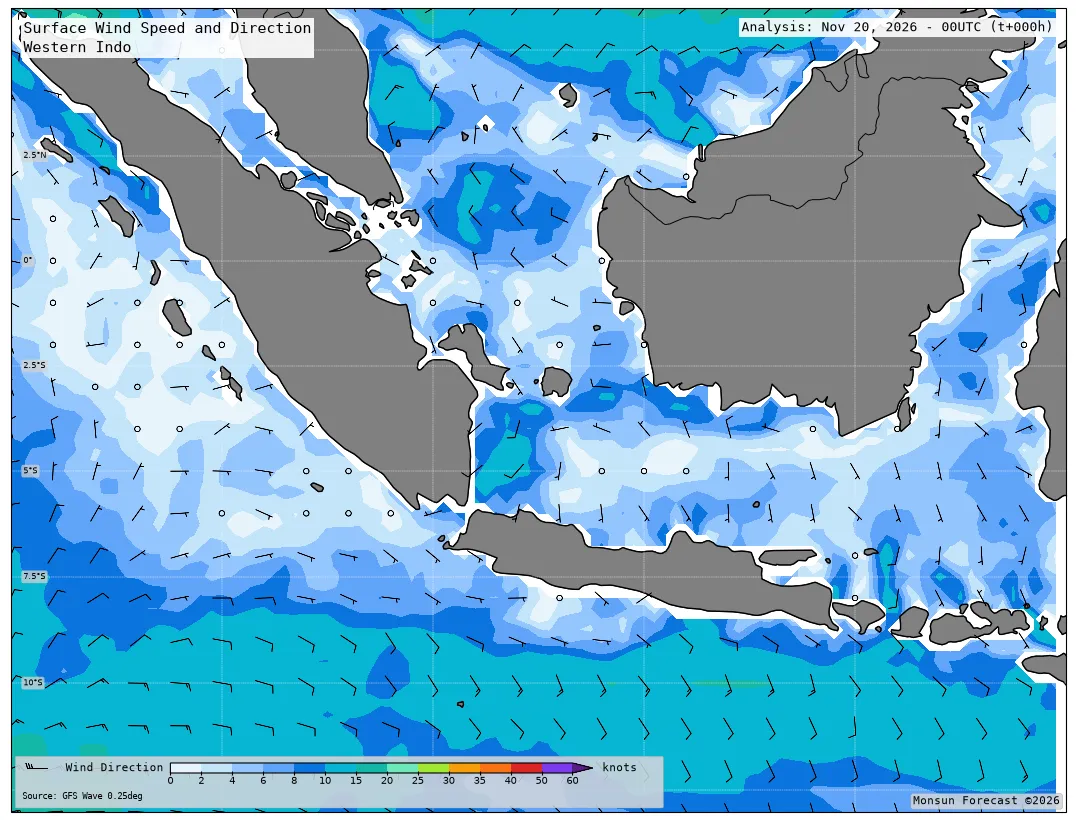 Surface Wind Speed and Direction
Western Indo
Analysis: Nov 20, 2026 - 00UTC (t+000h)
2.5°N
0°
2.5°S
5°S
7.5°S
10°S
Wind Direction
0 2 4 6 8 10 15 20 25 30 35 40 50 60
knots
Source: GFS Wave 0.25deg
Monsun Forecast ©2026